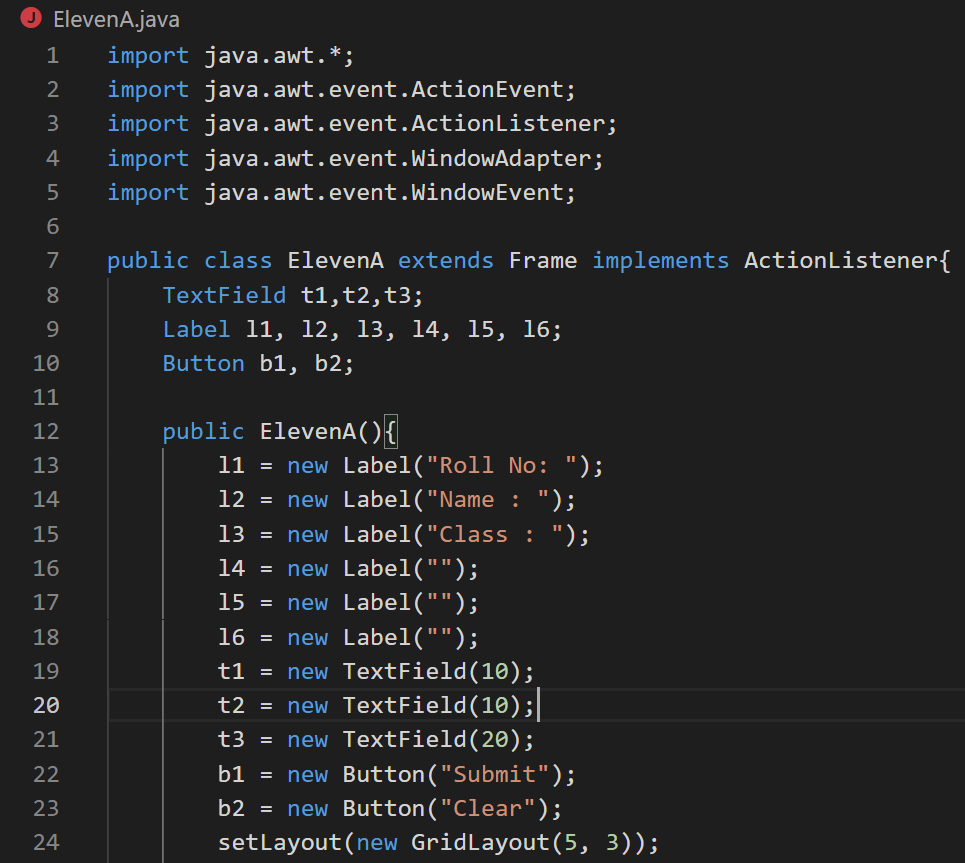 J ElevenA.java
1 import java.awt.*;
2 import java.awt.event.ActionEvent;
3 import java.awt.event.ActionListener;
4 import java.awt.event.WindowAdapter;
5 import java.awt.event.WindowEvent;
6
7 public class ElevenA extends Frame implements ActionListener{
8     TextField t1,t2,t3;
9     Label l1, l2, l3, l4, l5, l6;
10     Button b1, b2;
11
12     public ElevenA(){
13         l1 = new Label("Roll No: ");
14         l2 = new Label("Name : ");
15         l3 = new Label("Class : ");
16         l4 = new Label("");
17         l5 = new Label("");
18         l6 = new Label("");
19         t1 = new TextField(10);
20         t2 = new TextField(10);
21         t3 = new TextField(20);
22         b1 = new Button("Submit");
23         b2 = new Button("Clear");
24         setLayout(new GridLayout(5, 3));